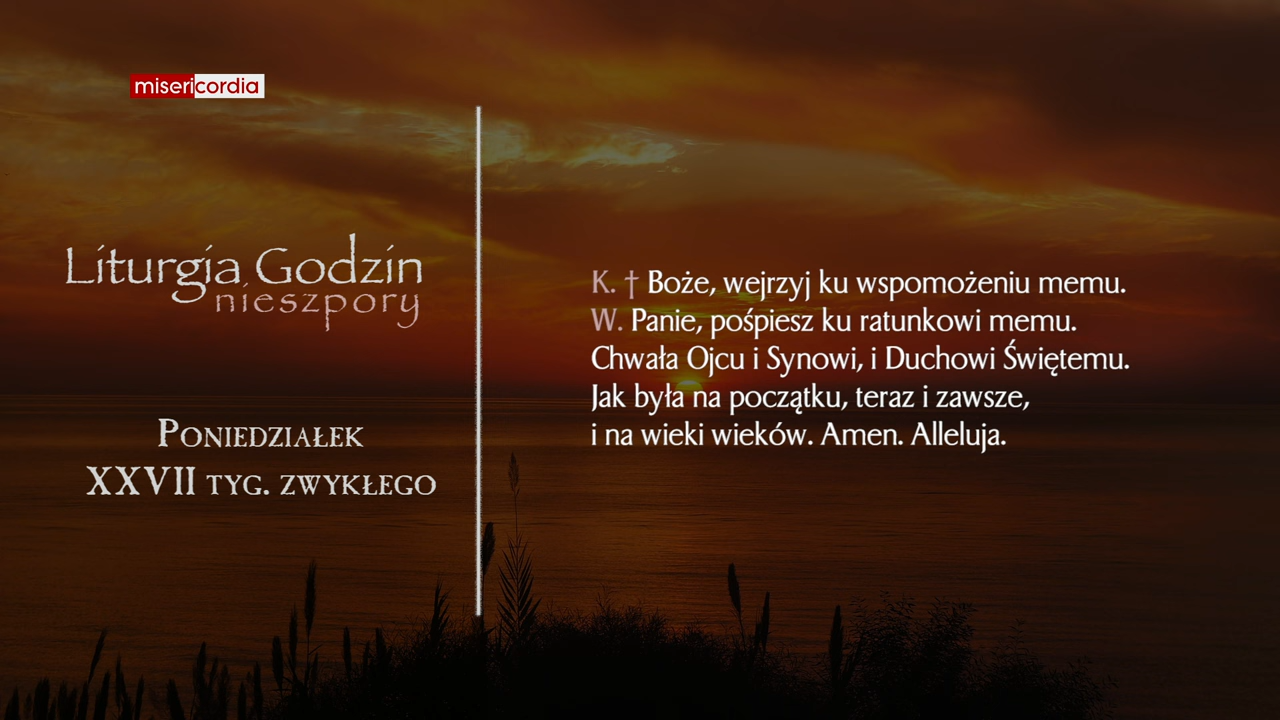 misericordia
Liturgia Godzin
nieszpory
Poniedziałek
XXVII tyg. zwykłego
K. † Boże, wejrzyj ku wspomożeniu memu.
W. Panie, pośpiesz ku ratunkowi memu.
Chwała Ojcu i Synowi, i Duchowi Świętemu.
Jak była na początku, teraz i zawsze,
i na wieki wieków. Amen. Alleluja.